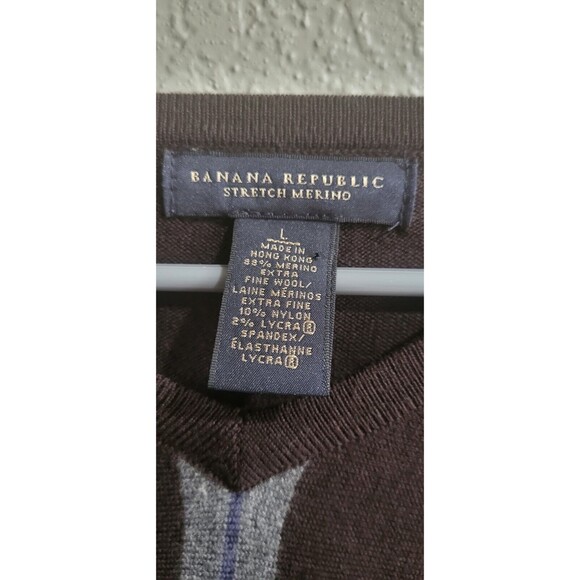 BANANA REPUBLIC
STRETCH MERINO
L
MADE IN
HONG KONG
88% MERINO
EXTRA
FINE WOOL/
LAINE MÉRINOS
EXTRA FINE
10% NYLON
2% LYCRA®
SPANDEX/
ÉLASTHANNE
LYCRA®